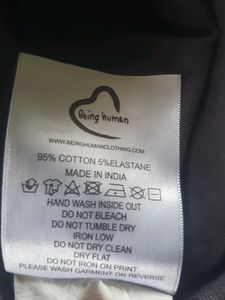 Being human
WWW.BEINGHUMANCLOTHING.COM
95% COTTON 5%ELASTANE
MADE IN INDIA
HAND WASH INSIDE OUT
DO NOT BLEACH
DO NOT TUMBLE DRY
IRON LOW
DO NOT DRY CLEAN
DRY FLAT
DO NOT IRON ON PRINT
PLEASE WASH GARMENT ON REVERSE